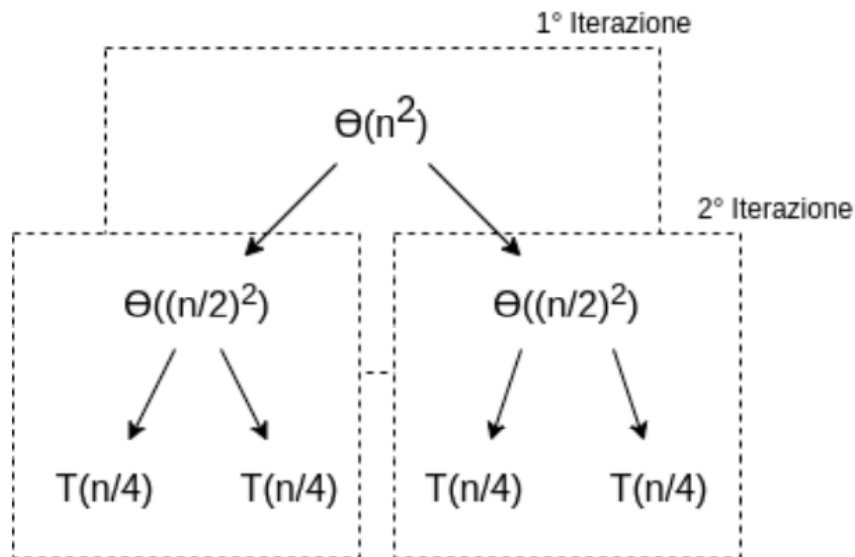 1° Iterazione
Θ(n²)
2° Iterazione
Θ((n/2)²) Θ((n/2)²)
T(n/4) T(n/4) T(n/4) T(n/4)